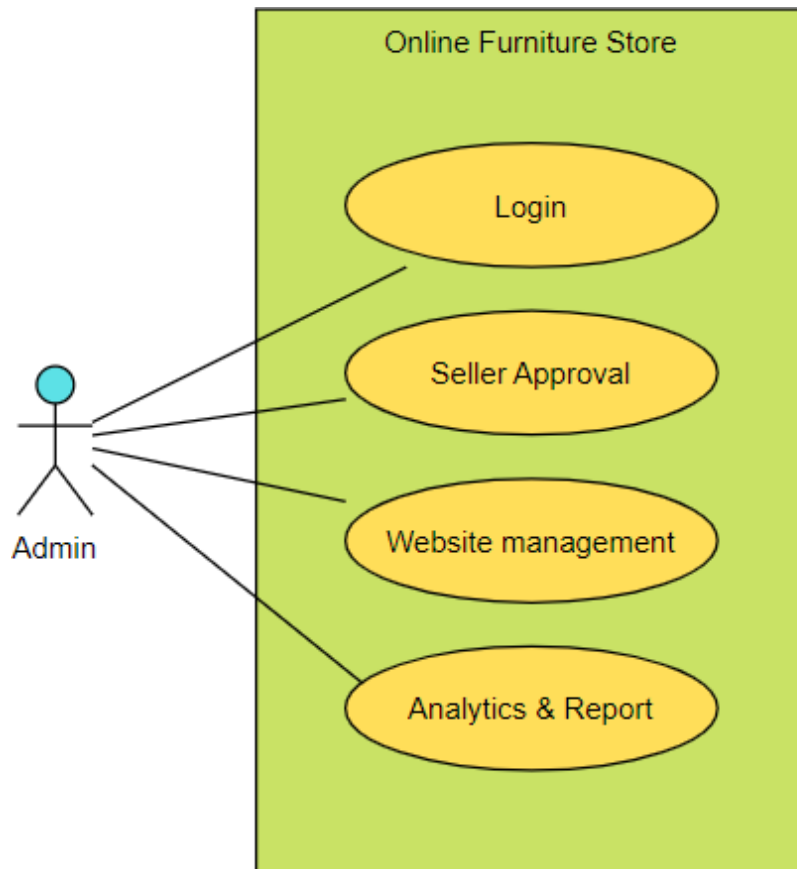 Online Furniture Store
Login
Seller Approval
Website management
Admin
Analytics & Report